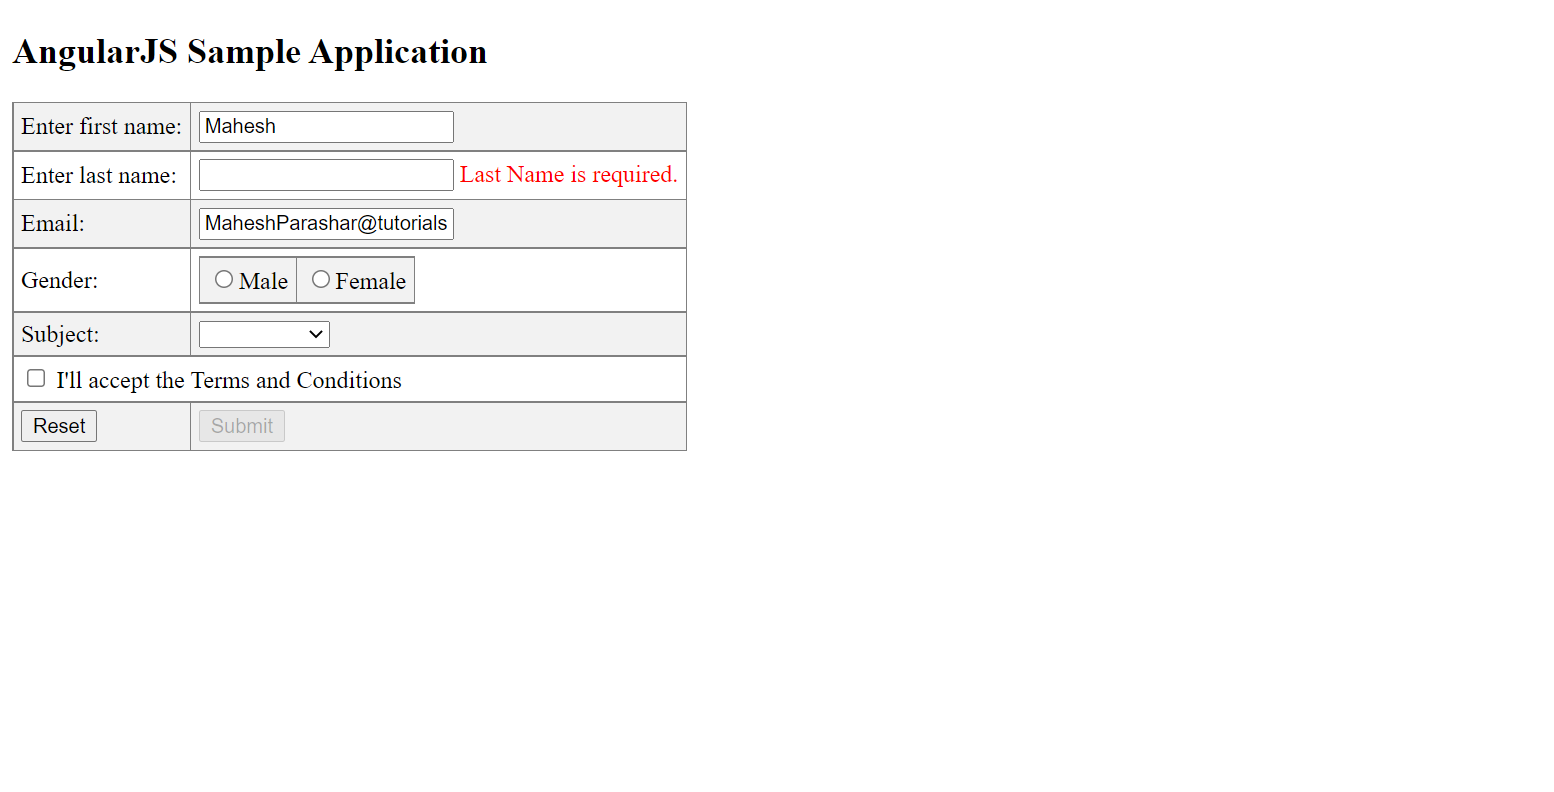 AngularJS Sample Application
Enter first name: Mahesh
Enter last name: Last Name is required.
Email: MaheshParashar@tutorials
Gender: Male Female
Subject:
I'll accept the Terms and Conditions
Reset Submit